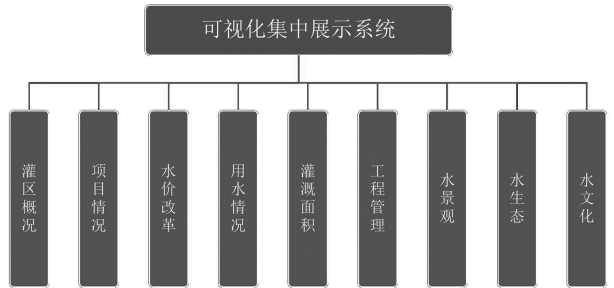 可视化集中展示系统
灌区概况
项目情况
水价改革
用水情况
灌溉面积
工程管理
水景观
水生态
水文化